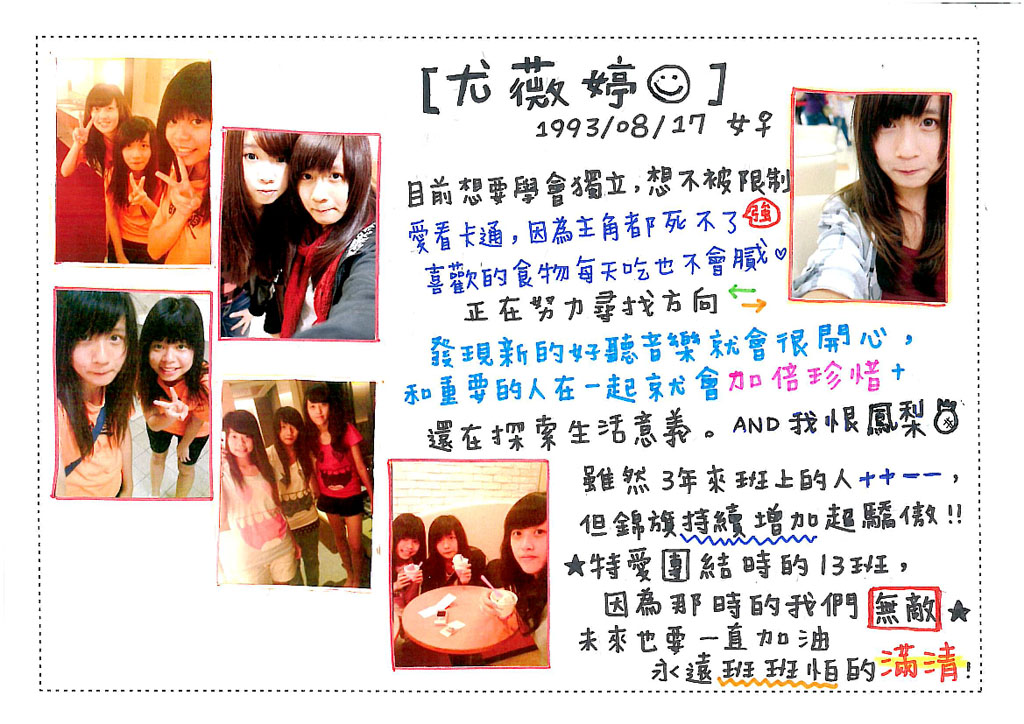 [尤薇婷☺]
1993/08/17 女♀
目前想要學會獨立,想不被限制
愛看卡通,因為主角都死不了 強
喜歡的食物每天吃也不會膩♡
正在努力尋找方向
發現新的好聽音樂就會很開心,
和重要的人在一起就會加倍珍惜+
還在探索生活意義。AND我恨鳳梨
雖然3年來班上的人++--,
但錦旗持續增加超驕傲!!
★特愛團結時的13班,
因為那時的我們無敵★
未來也要一直加油
永遠班班班怕的滿清!